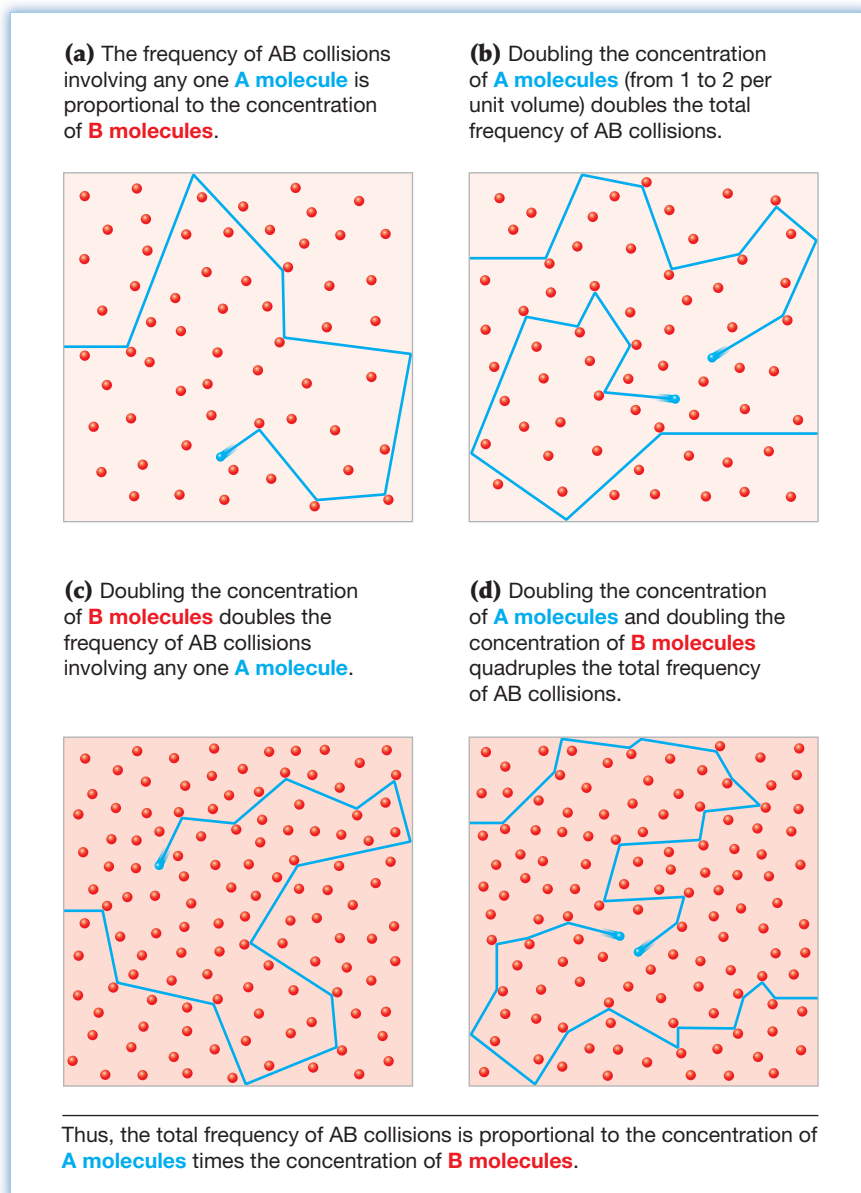 (a) The frequency of AB collisions
involving any one A molecule is
proportional to the concentration
of B molecules.
(b) Doubling the concentration
of A molecules (from 1 to 2 per
unit volume) doubles the total
frequency of AB collisions.
(c) Doubling the concentration
of B molecules doubles the
frequency of AB collisions
involving any one A molecule.
(d) Doubling the concentration
of A molecules and doubling the
concentration of B molecules
quadruples the total frequency
of AB collisions.
Thus, the total frequency of AB collisions is proportional to the concentration of
A molecules times the concentration of B molecules.